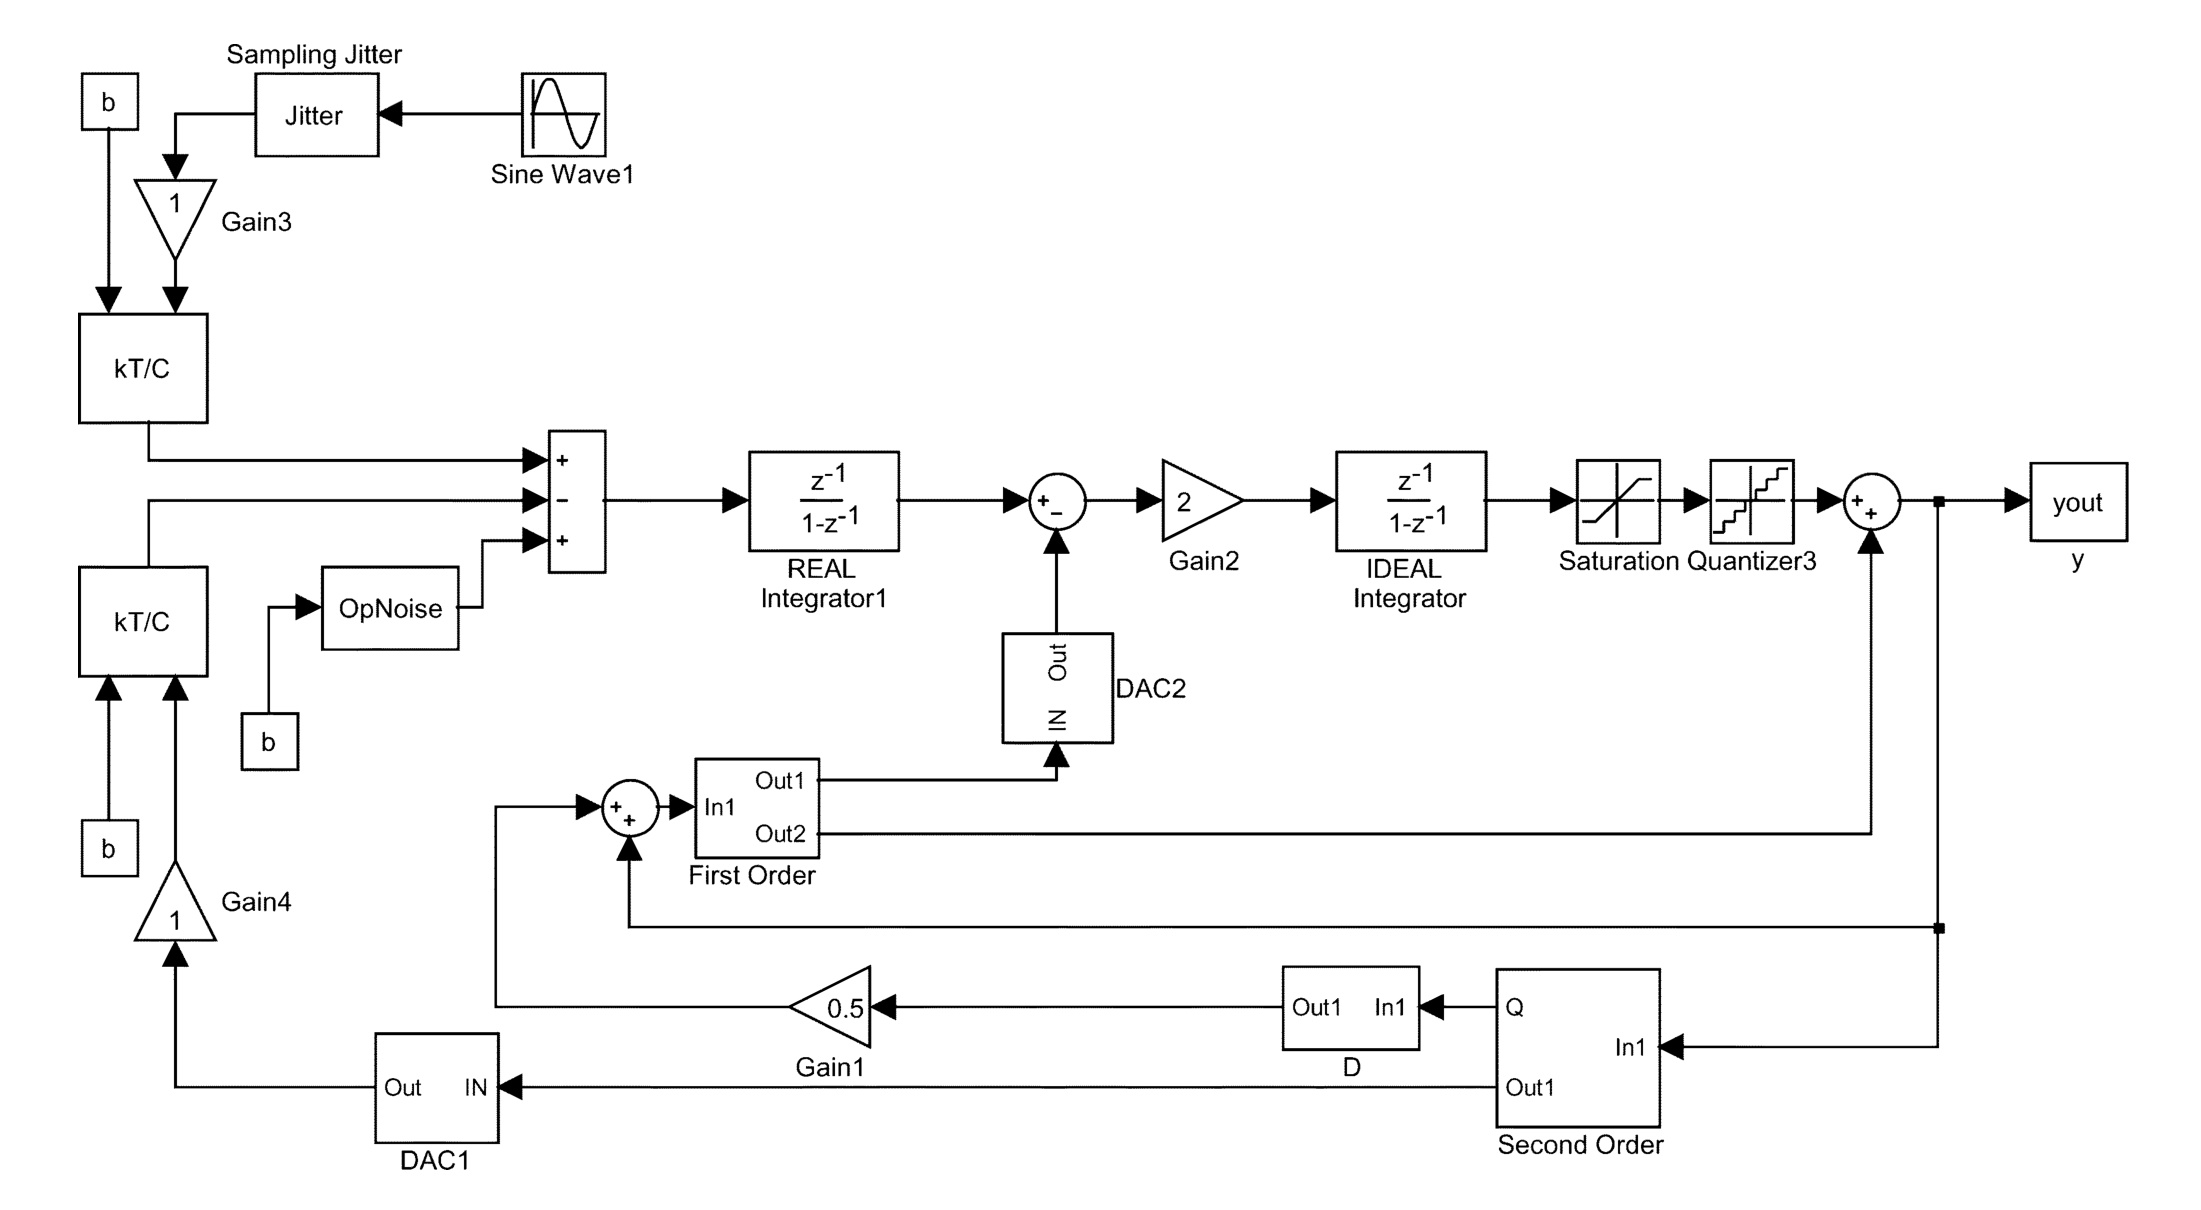 Sampling Jitter
b
Jitter
Sine Wave1
1
Gain3
kT/C
+
−
+
z-1
1-z-1
REAL
Integrator1
+
−
2
Gain2
z-1
1-z-1
IDEAL
Integrator
Saturation
Quantizer3
+
+
yout
y
kT/C
OpNoise
b
b
Out
IN
DAC2
+
+
In1
Out1
Out2
First Order
1
Gain4
0.5
Gain1
Out1
In1
D
Q
In1
Out1
Second Order
Out
IN
DAC1